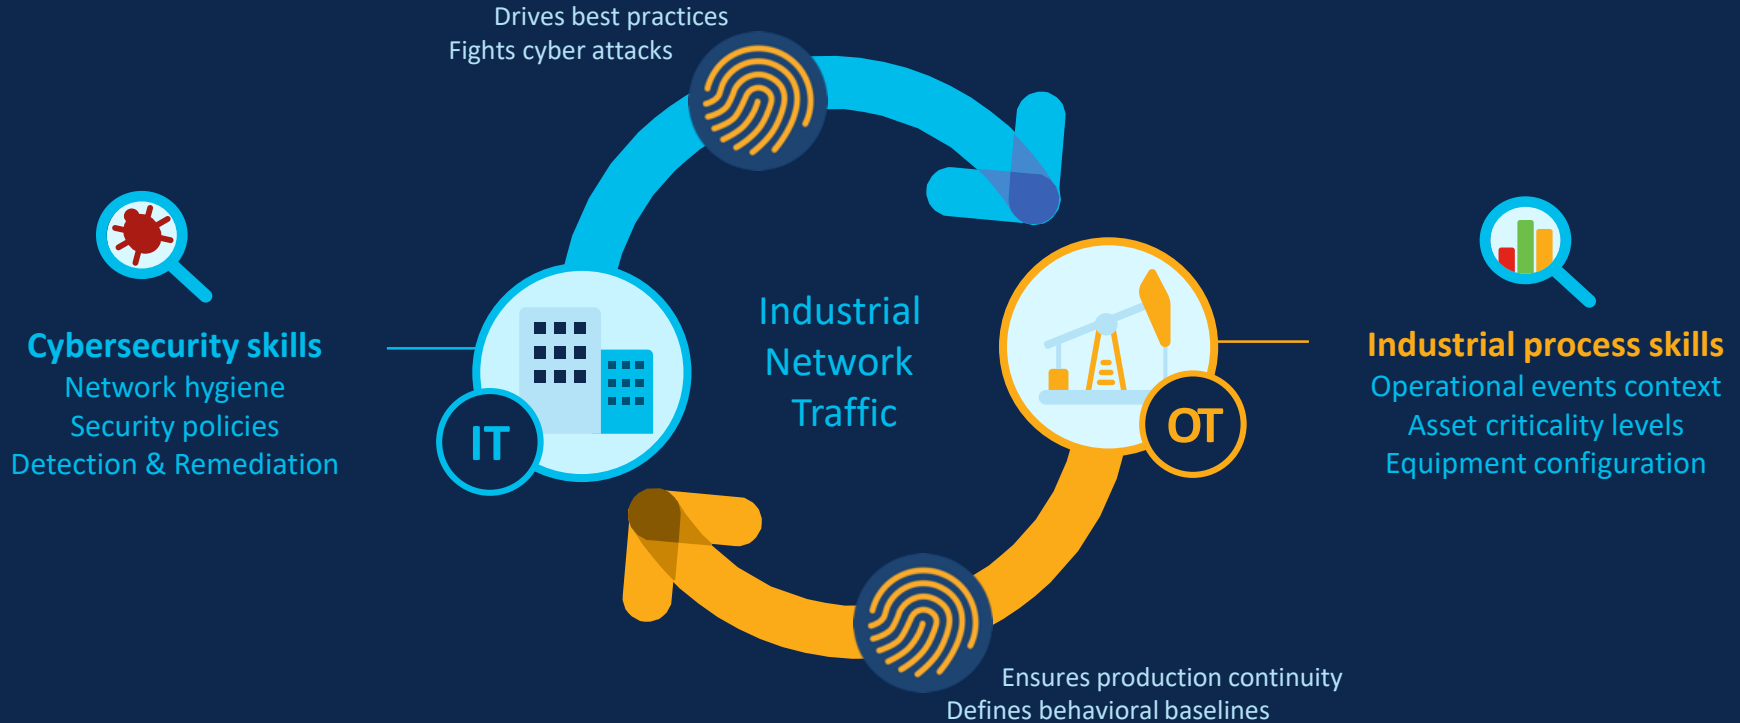 Drives best practices
Fights cyber attacks
Cybersecurity skills
Network hygiene
Security policies
Detection & Remediation
IT
Industrial
Network
Traffic
OT
Industrial process skills
Operational events context
Asset criticality levels
Equipment configuration
Ensures production continuity
Defines behavioral baselines